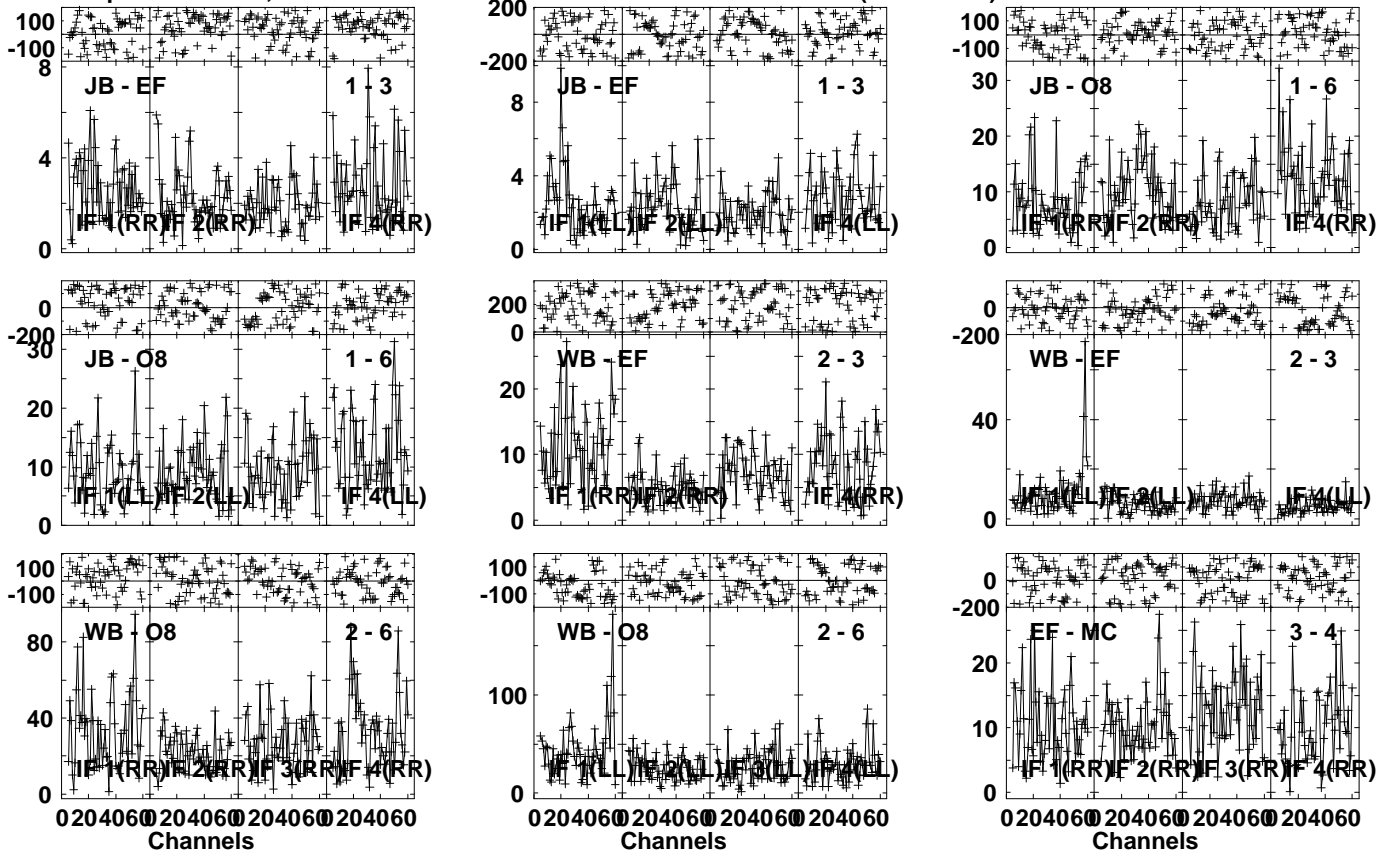 100
-100
8
JB - EF 1 - 3
4
IF 1(RR) IF 2(RR) IF 4(RR)
0
200
-200
JB - EF 1 - 3
8
4
IF 1(LL) IF 2(LL) IF 4(LL)
0
100
-100
JB - O8 1 - 6
30
20
10
IF 1(RR) IF 2(RR) IF 4(RR)
0
0
-200
30
JB - O8 1 - 6
20
10
IF 1(LL) IF 2(LL) IF 4(LL)
0
200
0
WB - EF 2 - 3
20
10
IF 1(RR) IF 2(RR) IF 4(RR)
0
0
-200
WB - EF 2 - 3
40
IF 1(LL) IF 2(LL) IF 4(LL)
0
100
-100
WB - O8 2 - 6
80
40
IF 1(RR) IF 2(RR) IF 3(RR) IF 4(RR)
0
0 20 40 60 0 20 40 60 0 20 40 60 0 20 40 60
Channels
100
-100
WB - O8 2 - 6
100
IF 1(LL) IF 2(LL) IF 3(LL) IF 4(LL)
0
0 20 40 60 0 20 40 60 0 20 40 60 0 20 40 60
Channels
0
-200
EF - MC 3 - 4
20
10
IF 1(RR) IF 2(RR) IF 3(RR) IF 4(RR)
0
0 20 40 60 0 20 40 60 0 20 40 60 0 20 40 60
Channels